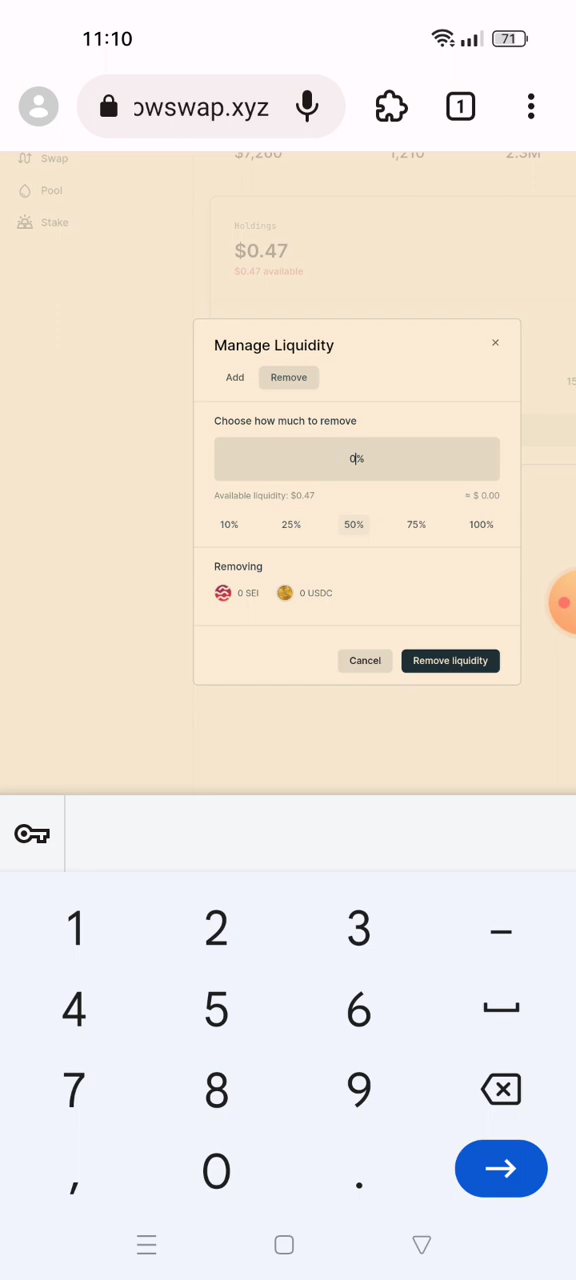 11:10
71
owswap.xyz
1
$7,260 1,210 2.3M
Swap
Pool
Stake
Holdings
$0.47
$0.47 available
Manage Liquidity
×
Add Remove
15
Choose how much to remove
0%
Available liquidity: $0.47 ≈ $ 0.00
10% 25% 50% 75% 100%
Removing
0 SEI 0 USDC
Cancel Remove liquidity
1 2 3 –
4 5 6
7 8 9
, 0 .